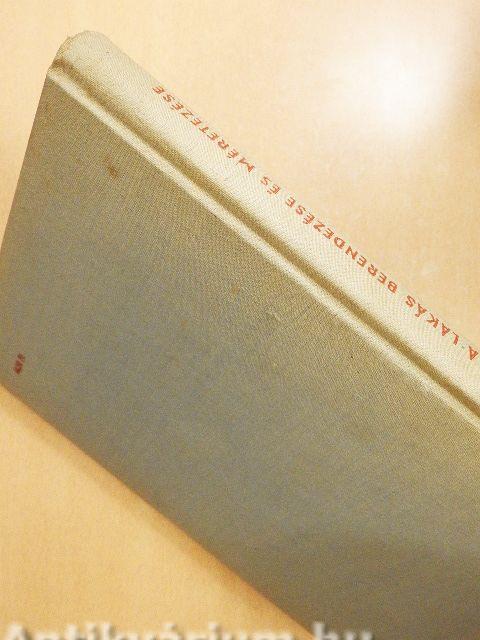 A LAKÁS BERENDEZÉSE ÉS MÉRETEZÉSE
Antikvárium.hu